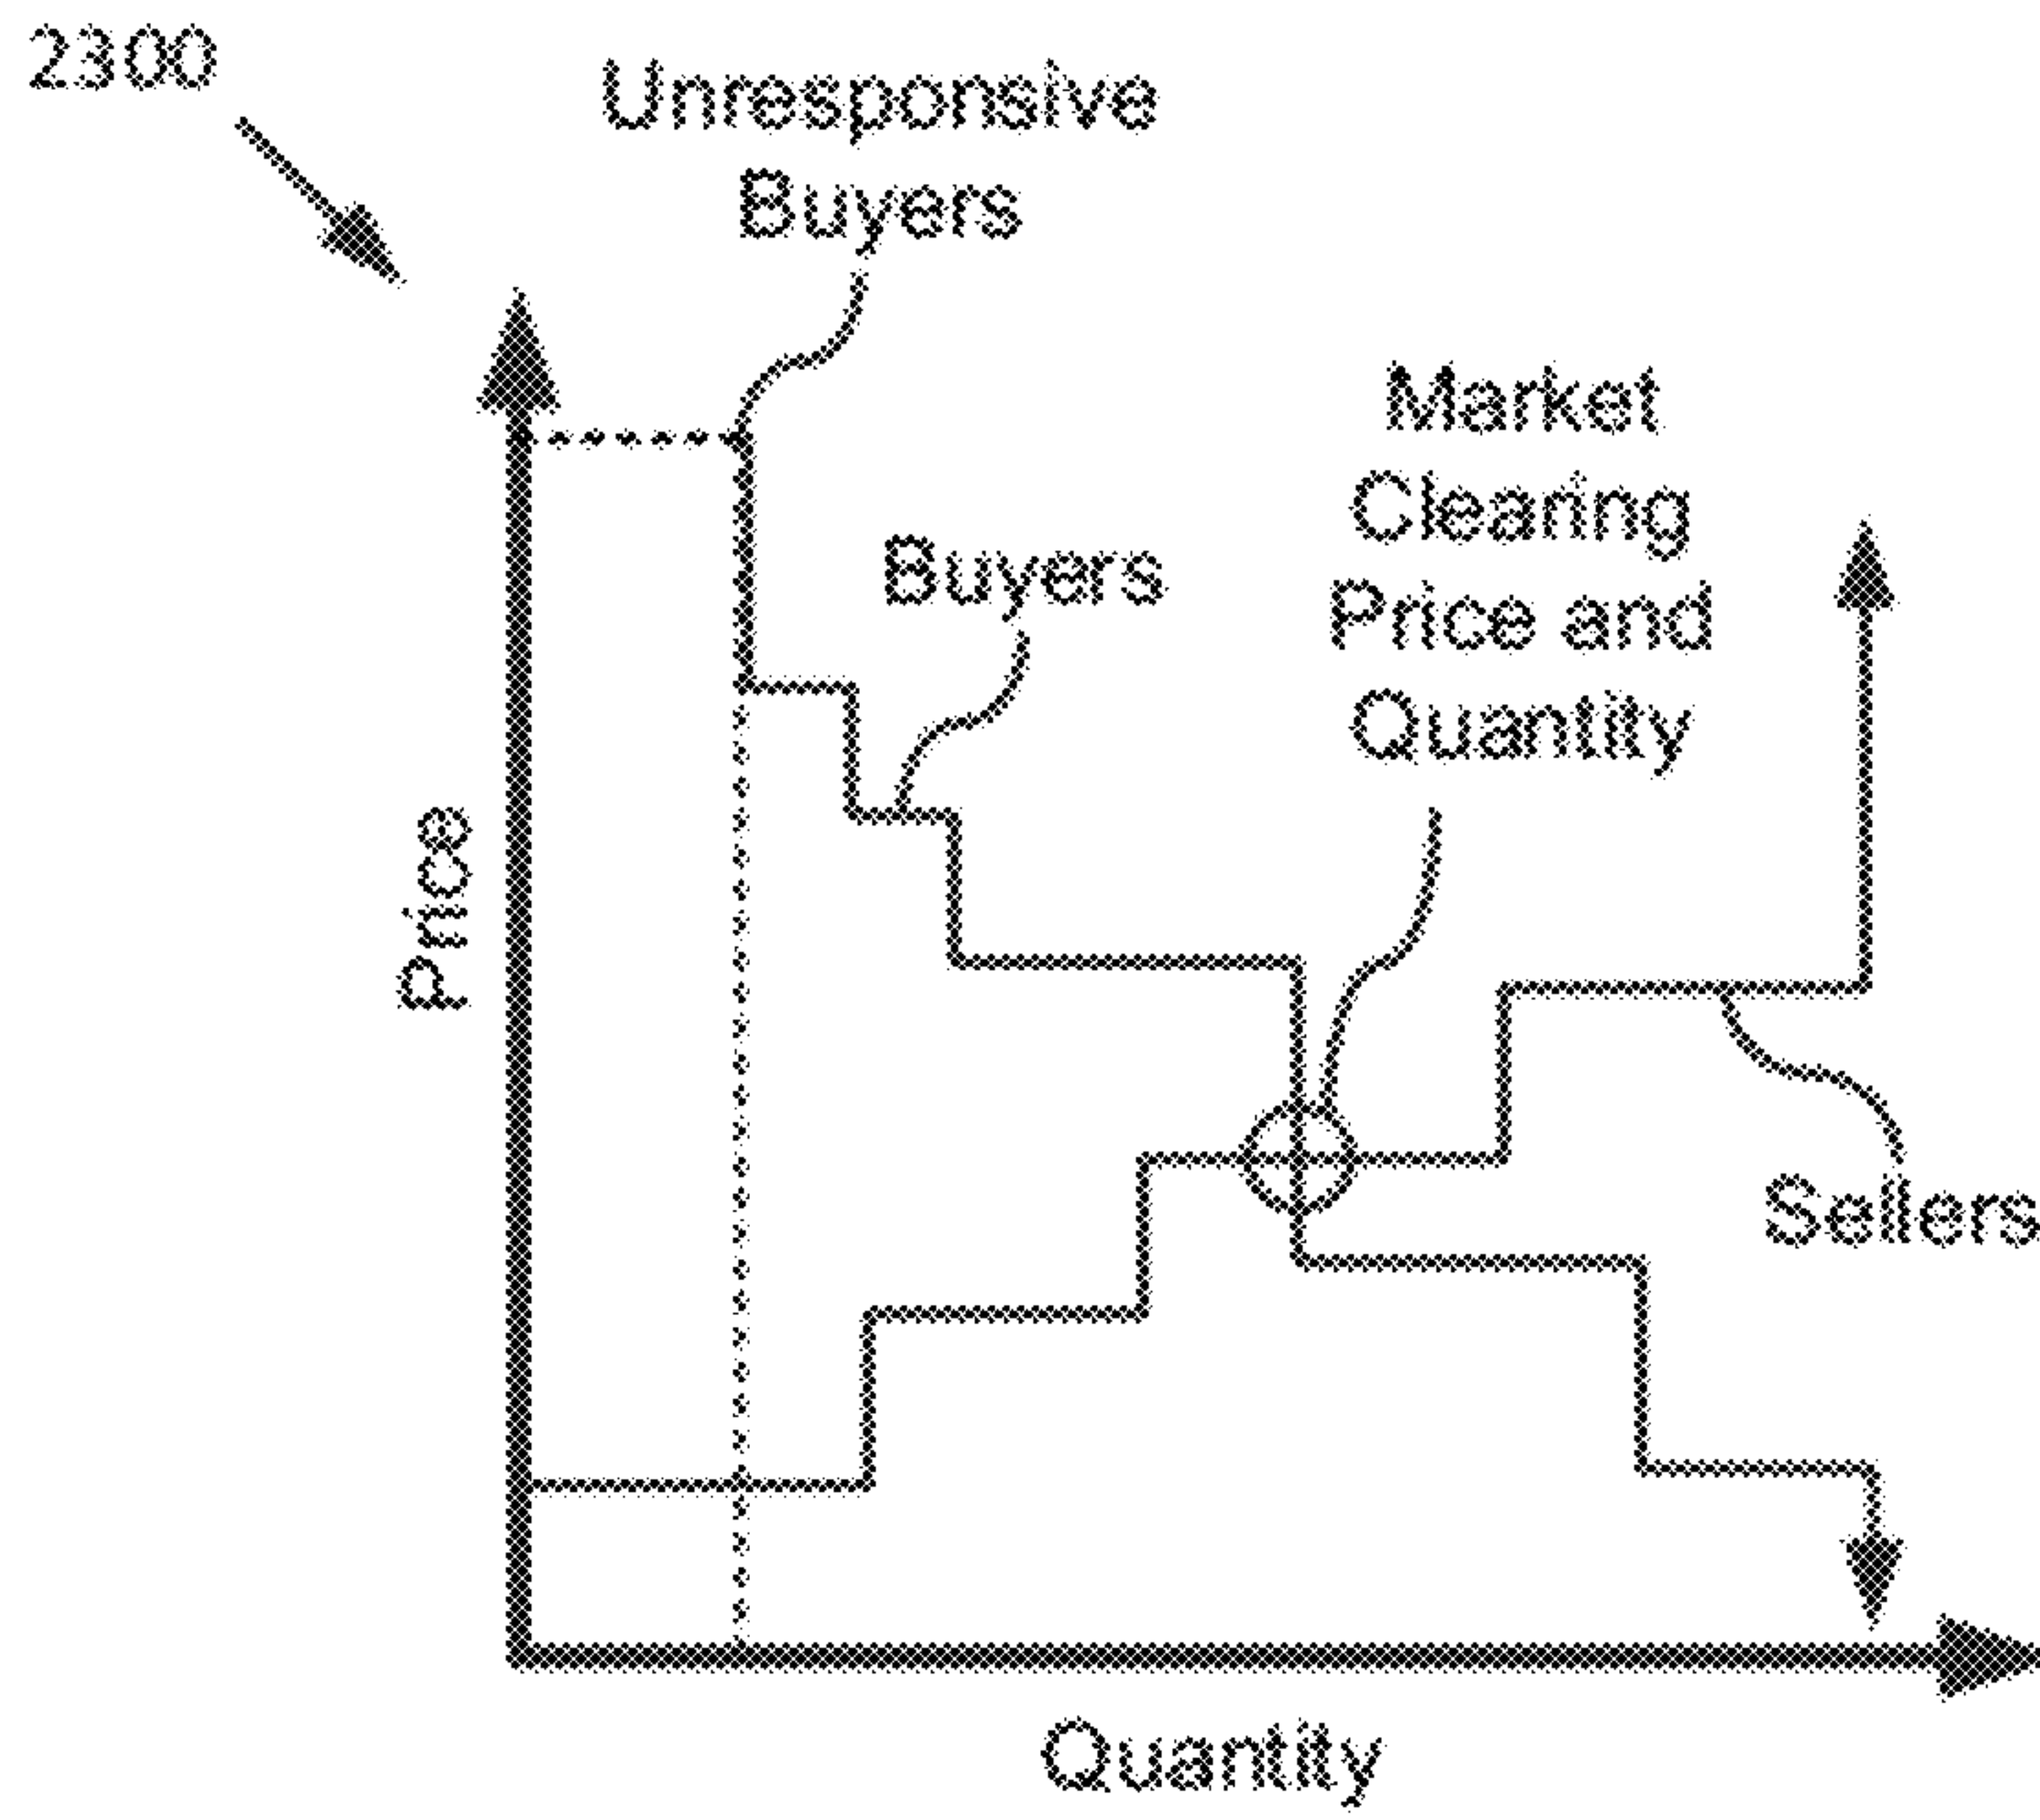 2300
Unresponsive
Buyers
Market
Clearing
Price and
Quantity
Buyers
Price
Sellers
Quantity